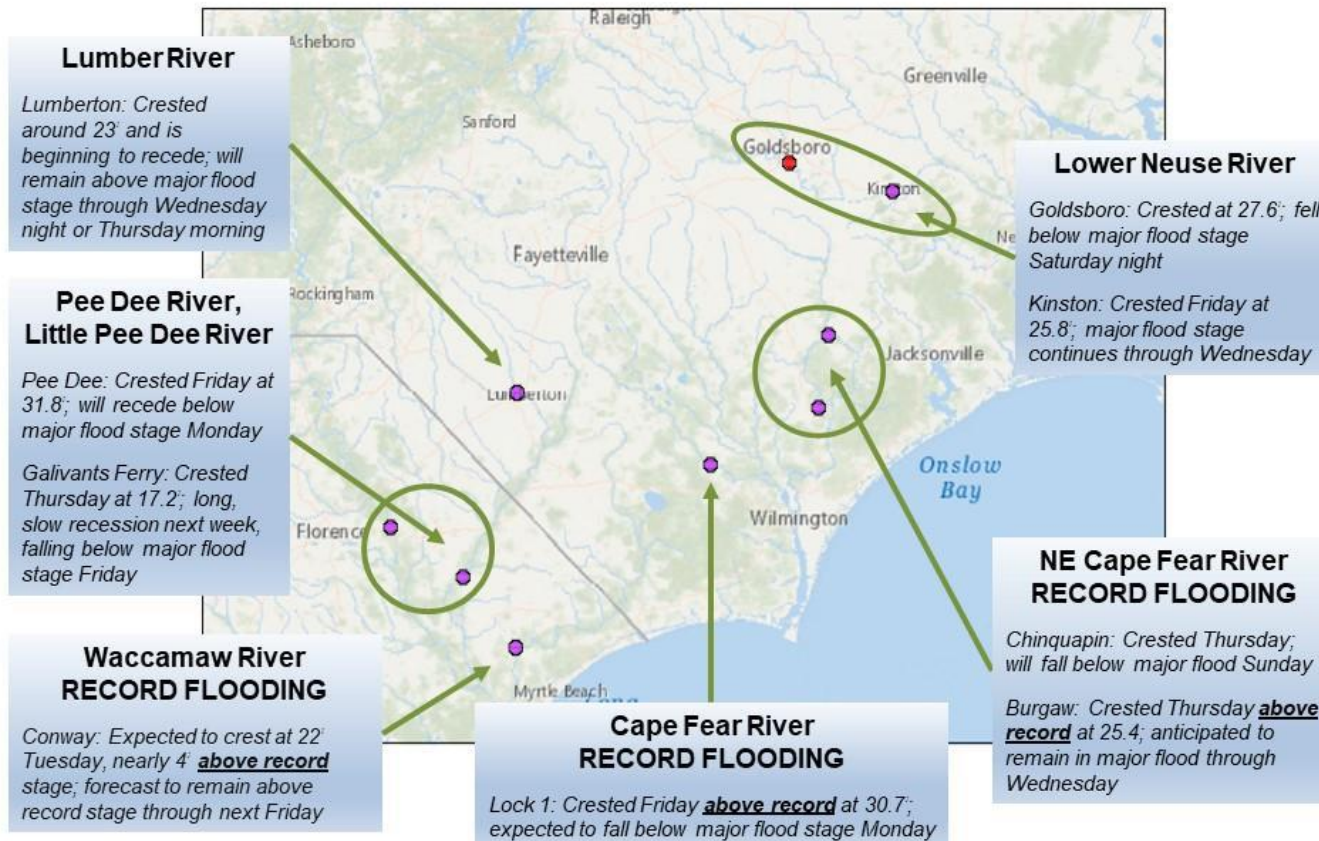 Raleigh
Asheboro
Greenville
Sanford
Goldsboro
Kinston
Fayetteville
Rockingham
Jacksonville
Lumberton
Onslow
Bay
Wilmington
Florence
Myrtle Beach
Long
Lumber River
Lumberton: Crested
around 23' and is
beginning to recede; will
remain above major flood
stage through Wednesday
night or Thursday morning
Pee Dee River,
Little Pee Dee River
Pee Dee: Crested Friday at
31.8'; will recede below
major flood stage Monday
Galivants Ferry: Crested
Thursday at 17.2'; long,
slow recession next week,
falling below major flood
stage Friday
Waccamaw River
RECORD FLOODING
Conway: Expected to crest at 22'
Tuesday, nearly 4' above record
stage; forecast to remain above
record stage through next Friday
Cape Fear River
RECORD FLOODING
Lock 1: Crested Friday above record at 30.7';
expected to fall below major flood stage Monday
Lower Neuse River
Goldsboro: Crested at 27.6'; fell
below major flood stage
Saturday night
Kinston: Crested Friday at
25.8'; major flood stage
continues through Wednesday
NE Cape Fear River
RECORD FLOODING
Chinquapin: Crested Thursday;
will fall below major flood Sunday
Burgaw: Crested Thursday above
record at 25.4; anticipated to
remain in major flood through
Wednesday